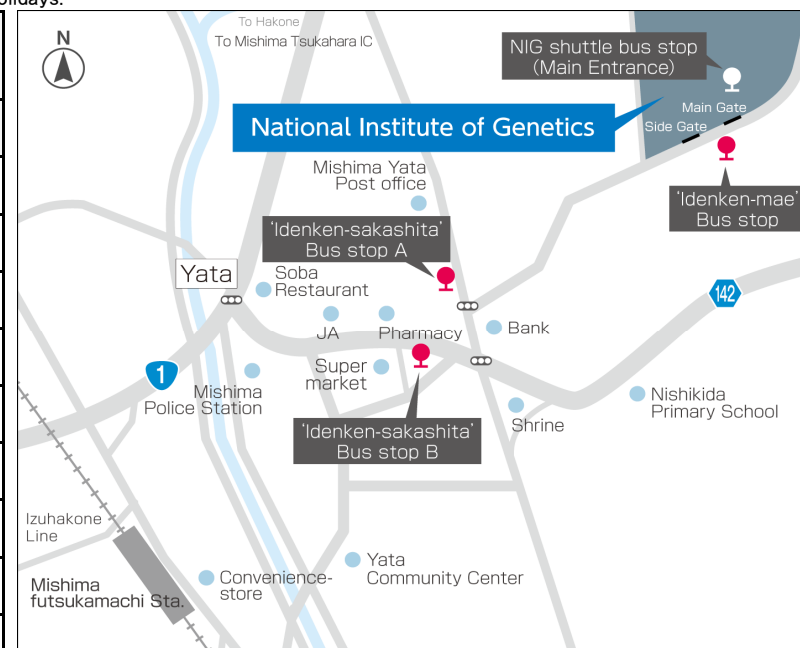 olidays.
N
To Hakone
To Mishima Tsukahara IC
NIG shuttle bus stop
(Main Entrance)
National Institute of Genetics
Main Gate
Side Gate
Mishima Yata
Post office
'Idenken-mae'
Bus stop
'Idenken-sakashita'
Bus stop A
Yata
Soba
Restaurant
142
JA
Pharmacy
Bank
1
Super
market
Mishima
Police Station
Nishikida
Primary School
Shrine
'Idenken-sakashita'
Bus stop B
Izuhakone
Line
Yata
Community Center
Convenience-
store
Mishima
futsukamachi Sta.